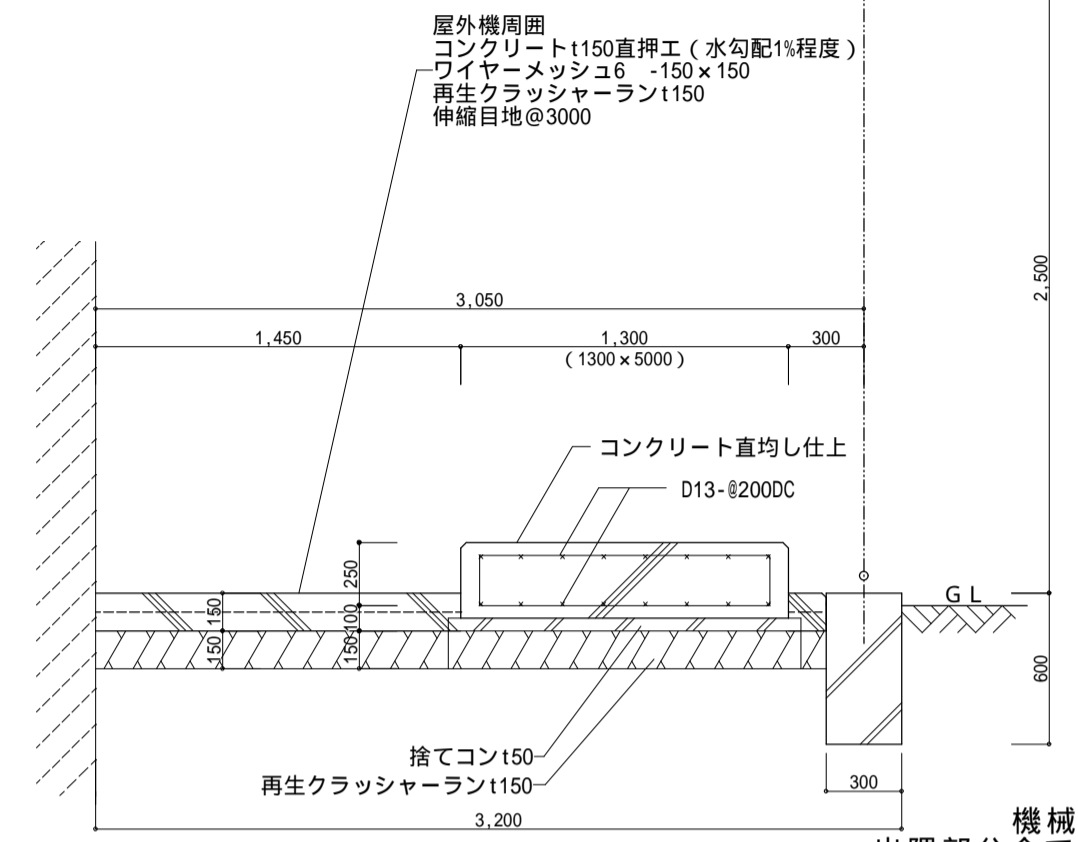 屋外機周囲
コンクリートt150直押エ（水勾配1%程度）
ワイヤーメッシュ6　-150×150
再生クラッシャーランt150
伸縮目地@3000
2,500
3,050
1,450
1,300
300
（1300×5000）
コンクリート直均し仕上
D13-@200DC
250
150
100
150
150
GL
600
捨てコンt50
再生クラッシャーランt150
300
3,200
機械